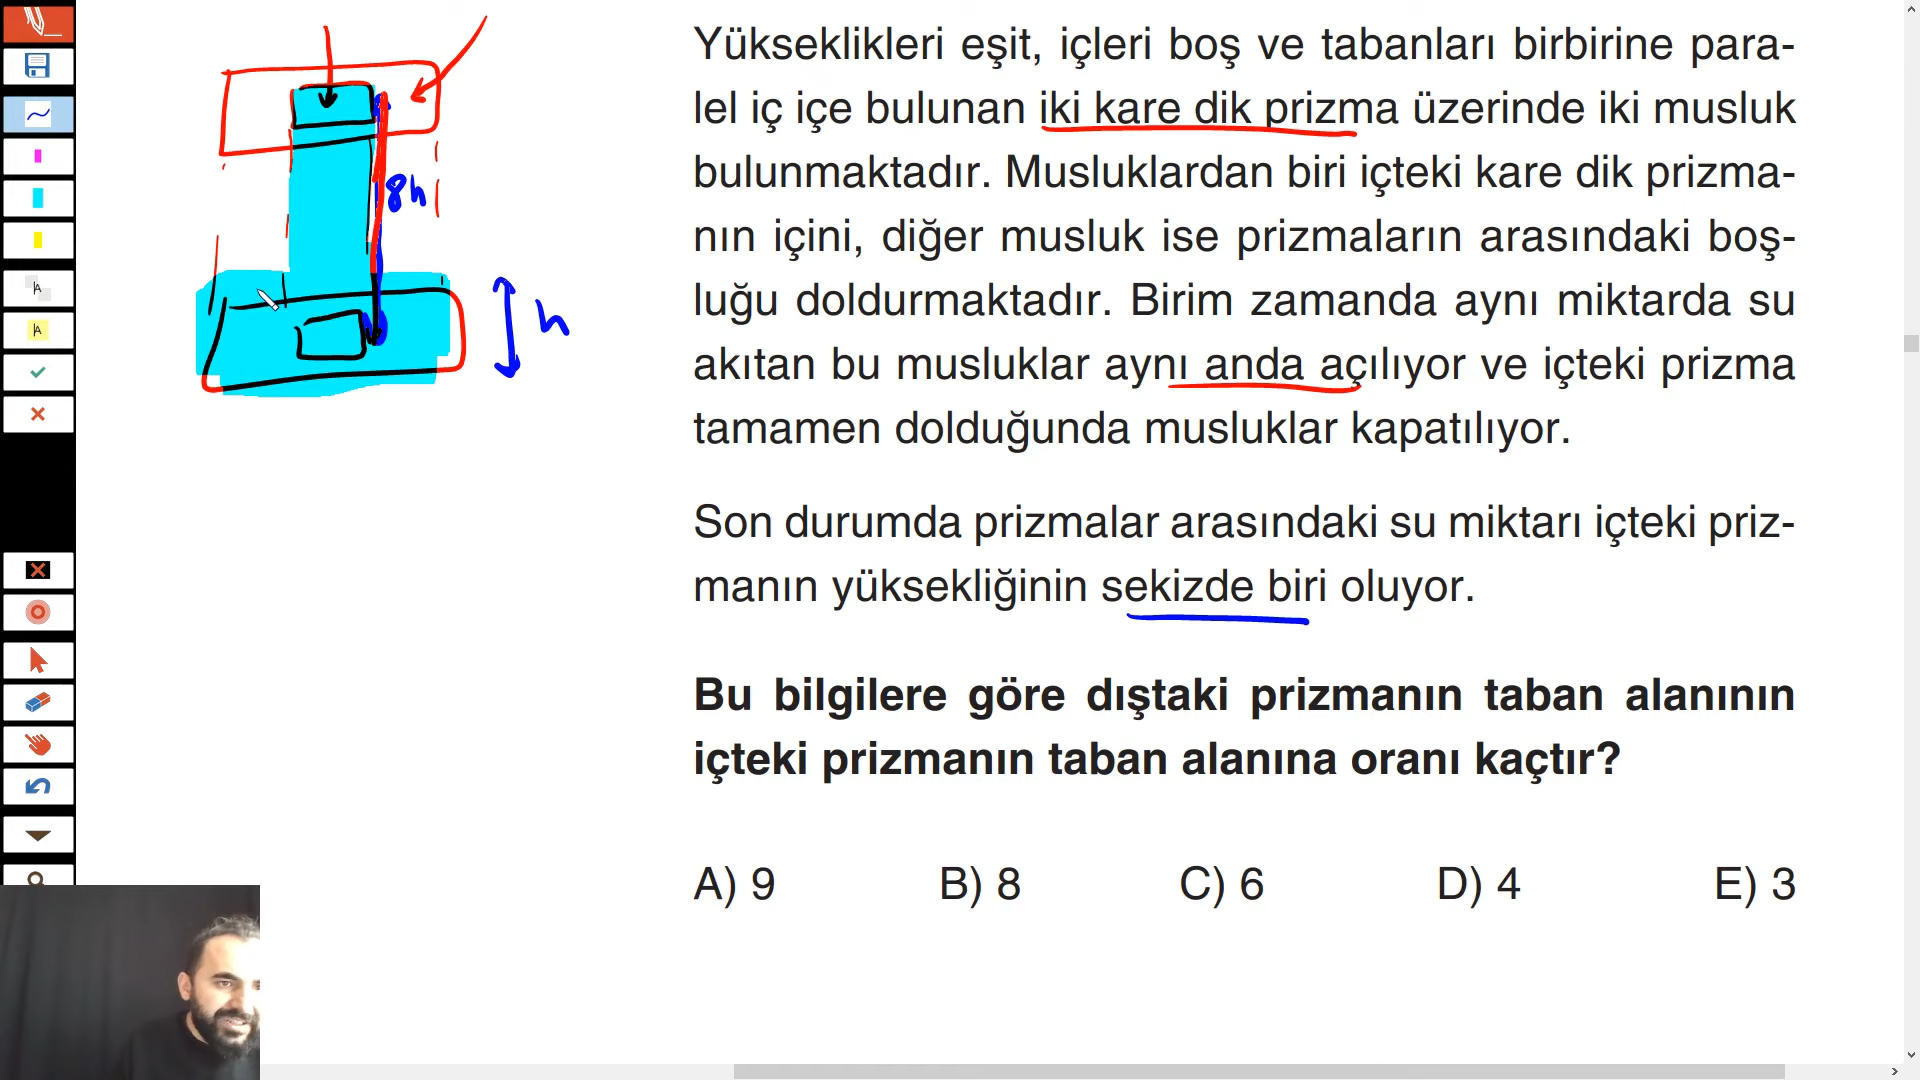 Yükseklikleri eşit, içleri boş ve tabanları birbirine para-
lel iç içe bulunan iki kare dik prizma üzerinde iki musluk
bulunmaktadır. Musluklardan biri içteki kare dik prizma-
nın içini, diğer musluk ise prizmaların arasındaki boş-
luğu doldurmaktadır. Birim zamanda aynı miktarda su
akıtan bu musluklar aynı anda açılıyor ve içteki prizma
tamamen dolduğunda musluklar kapatılıyor.
Son durumda prizmalar arasındaki su miktarı içteki priz-
manın yüksekliğinin sekizde biri oluyor.
Bu bilgilere göre dıştaki prizmanın taban alanının
içteki prizmanın taban alanına oranı kaçtır?
A) 9 B) 8 C) 6 D) 4 E) 3
8h
h
A
A